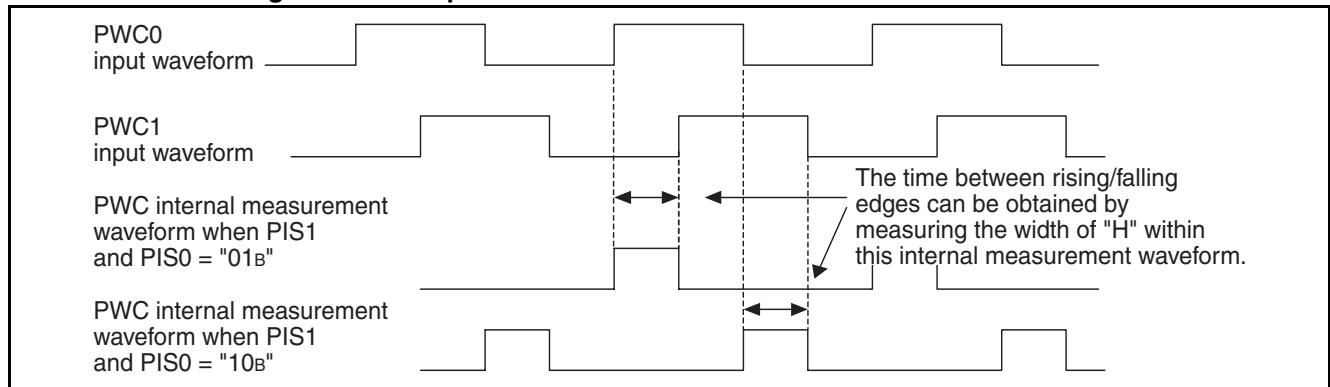 PWC0
input waveform
PWC1
input waveform
The time between rising/falling
edges can be obtained by
measuring the width of "H" within
this internal measurement waveform.
PWC internal measurement
waveform when PIS1
and PIS0 = "01B"
PWC internal measurement
waveform when PIS1
and PIS0 = "10B"